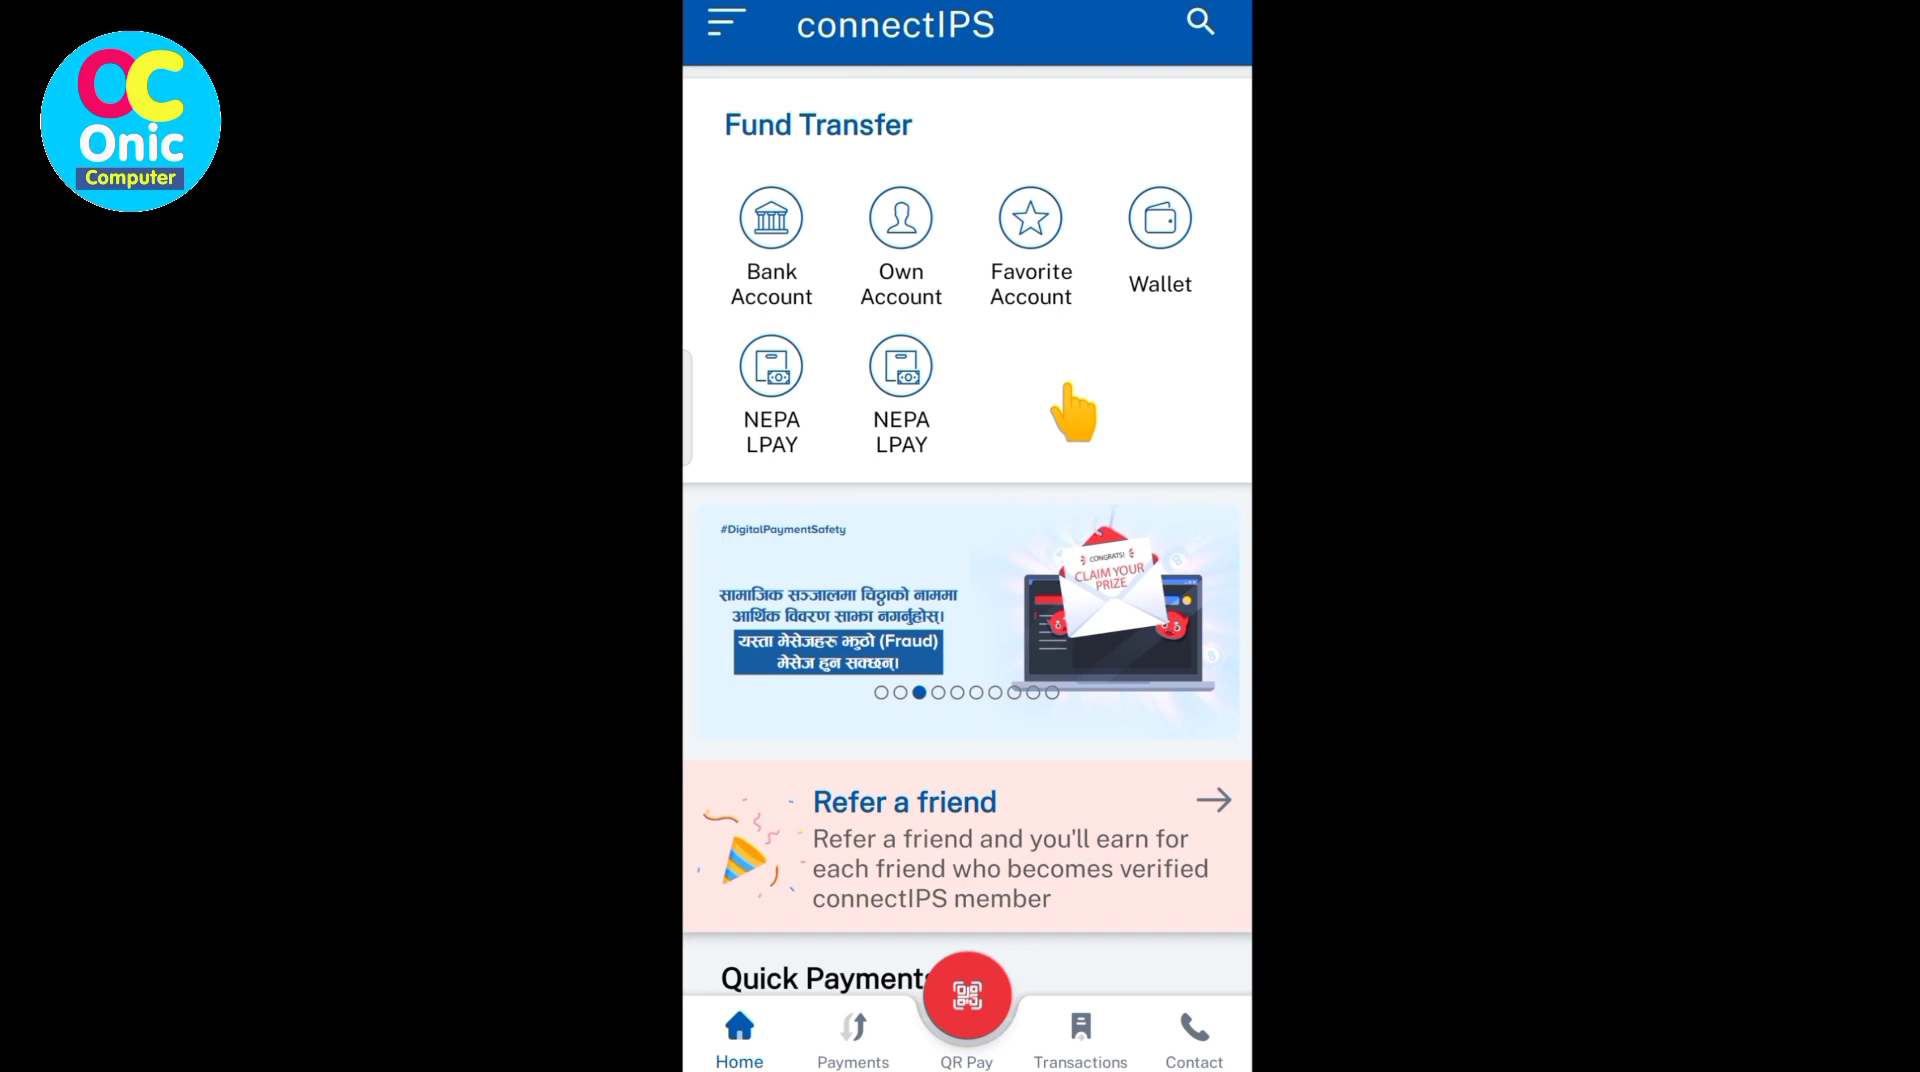 OC
Onic
Computer
connectIPS
Fund Transfer
Bank
Account
Own
Account
Favorite
Account
Wallet
NEPA
LPAY
NEPA
LPAY
#DigitalPaymentSafety
सामाजिक सञ्जालमा चिठ्ठाको नाममा
आर्थिक विवरण साझा नगर्नुहोस्।
यस्ता मेसेजहरू झुठो (Fraud)
मेसेज हुन सक्छन्।
CONGRATS!
CLAIM YOUR
PRIZE
Refer a friend
Refer a friend and you'll earn for
each friend who becomes verified
connectIPS member
Quick Payments
Home
Payments
QR Pay
Transactions
Contact